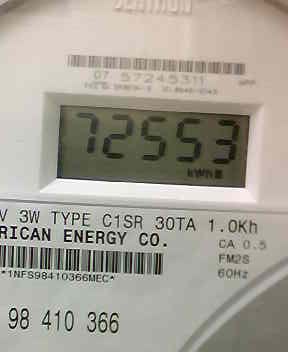 CENTRON
07 57245311
72553
kWh
V 3W TYPE C1SR 30TA 1.0Kh
RICAN ENERGY CO.
CA 0.5
FM2S
60Hz
*1NFS98410366MEC*
98 410 366